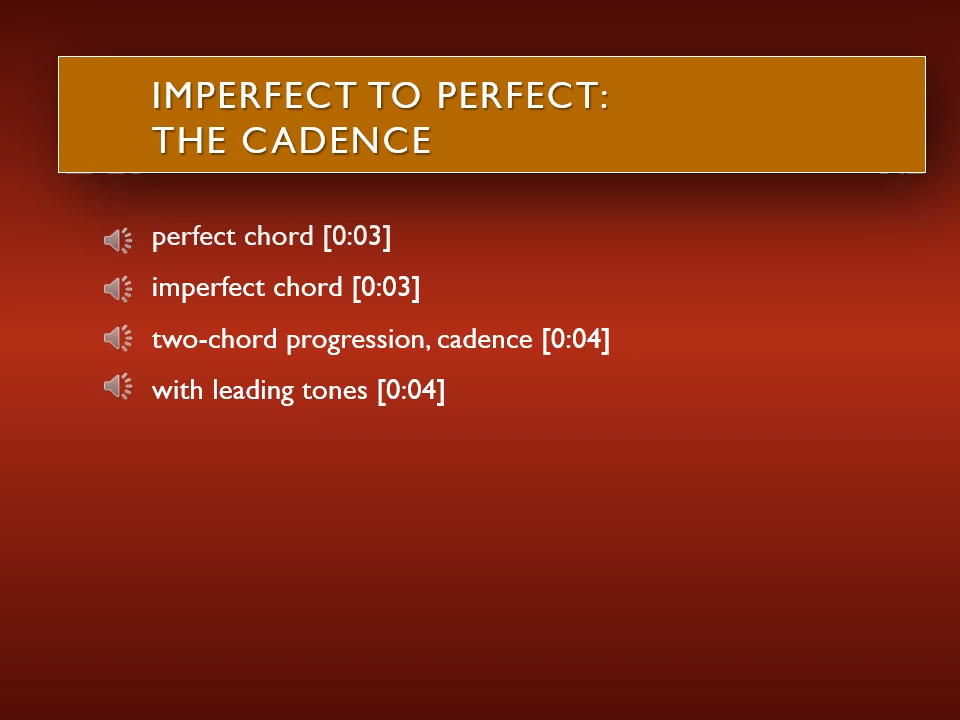 IMPERFECT TO PERFECT:
THE CADENCE
perfect chord [0:03]
imperfect chord [0:03]
two-chord progression, cadence [0:04]
with leading tones [0:04]